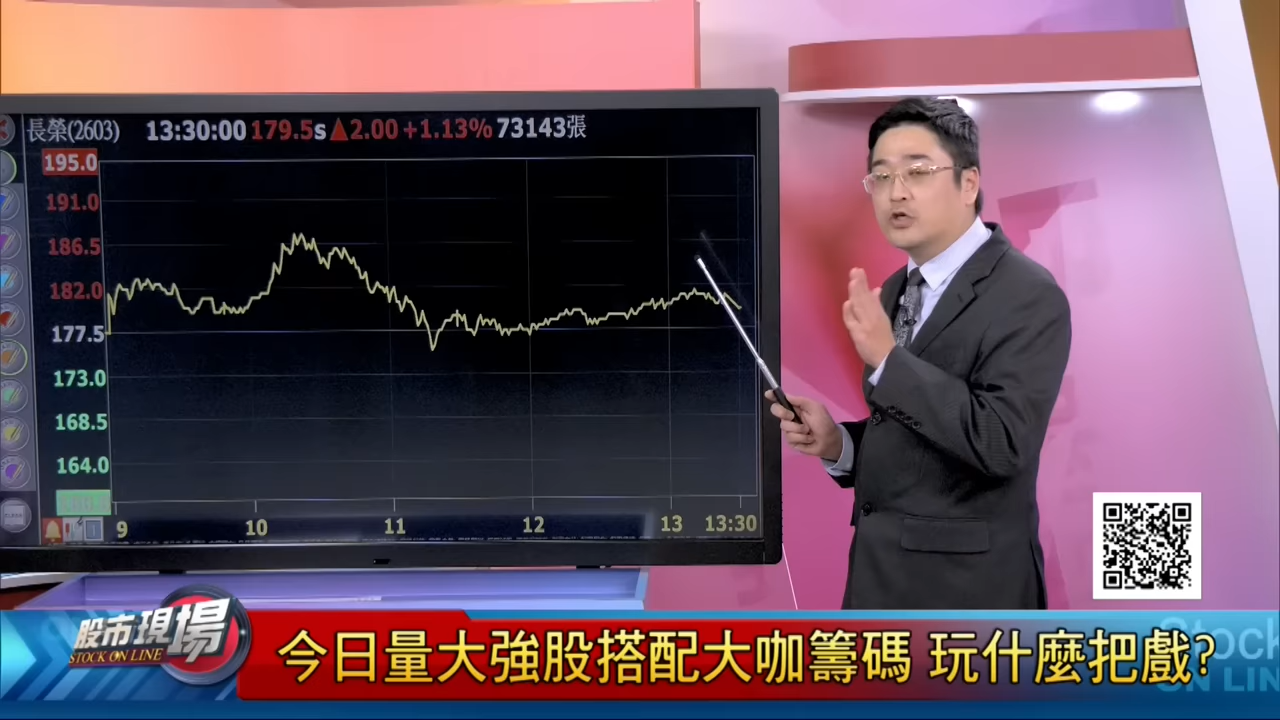 長榮(2603) 13:30:00 179.5s▲2.00 +1.13% 73143張
195.0
191.0
186.5
182.0
177.5
173.0
168.5
164.0
9 10 11 12 13 13:30
股市現場
STOCK ON LINE
今日量大強股搭配大咖籌碼 玩什麼把戲?
Stock
ON LIN